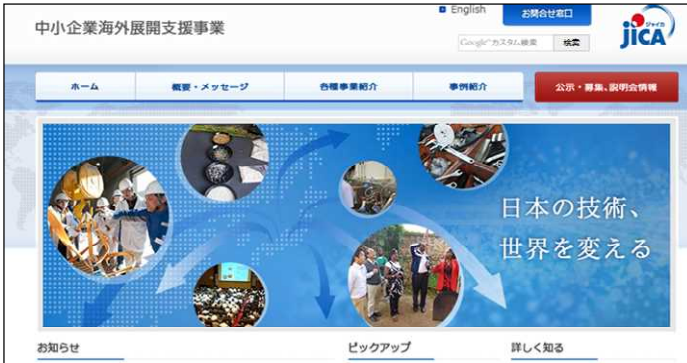 中小企業海外展開支援事業
English
お問合せ窓口
Google カスタム検索
検索
ジャイカ
JICA
ホーム
概要・メッセージ
各種事業紹介
事例紹介
公示・募集、説明会情報
日本の技術、
世界を変える
お知らせ
ピックアップ
詳しく知る